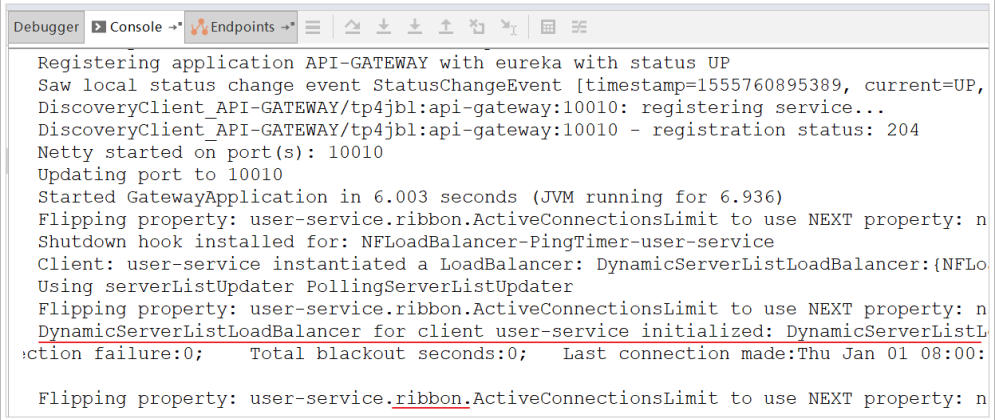 Debugger Console Endpoints
Registering application API-GATEWAY with eureka with status UP
Saw local status change event StatusChangeEvent [timestamp=1555760895389, current=UP,
DiscoveryClient_API-GATEWAY/tp4jbl:api-gateway:10010: registering service...
DiscoveryClient_API-GATEWAY/tp4jbl:api-gateway:10010 - registration status: 204
Netty started on port(s): 10010
Updating port to 10010
Started GatewayApplication in 6.003 seconds (JVM running for 6.936)
Flipping property: user-service.ribbon.ActiveConnectionsLimit to use NEXT property: n
Shutdown hook installed for: NFLoadBalancer-PingTimer-user-service
Client: user-service instantiated a LoadBalancer: DynamicServerListLoadBalancer:{NFLo
Using serverListUpdater PollingServerListUpdater
Flipping property: user-service.ribbon.ActiveConnectionsLimit to use NEXT property: n
DynamicServerListLoadBalancer for client user-service initialized: DynamicServerListL
ction failure:0; Total blackout seconds:0; Last connection made:Thu Jan 01 08:00:
Flipping property: user-service.ribbon.ActiveConnectionsLimit to use NEXT property: n